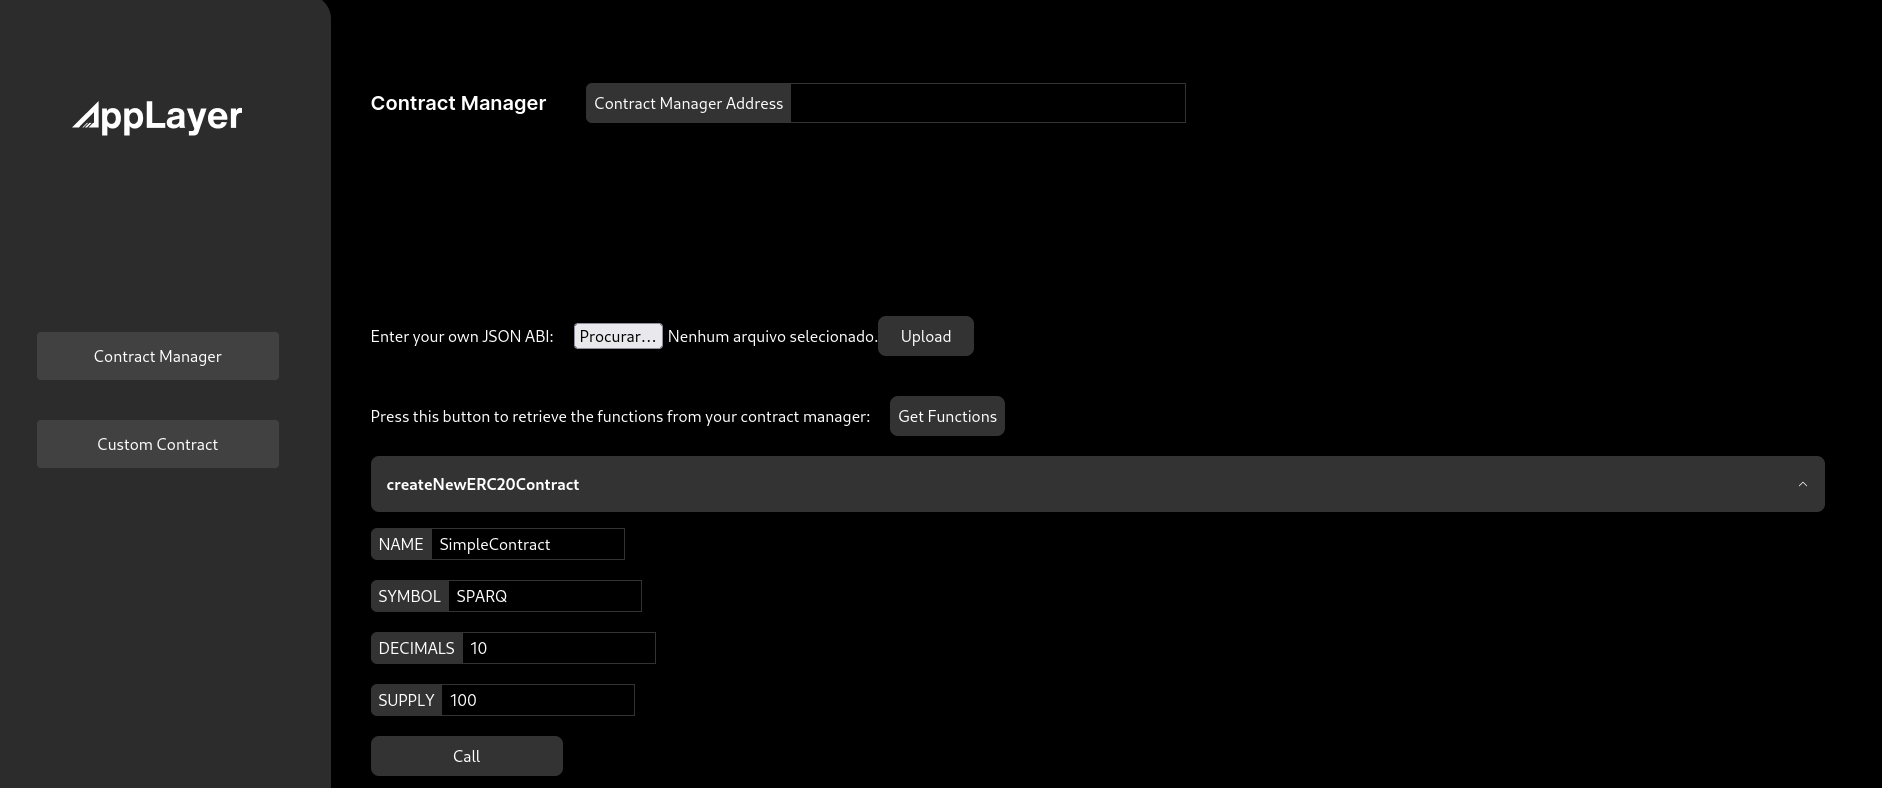 AppLayer
Contract Manager
Custom Contract
Contract Manager Contract Manager Address
Enter your own JSON ABI: Procurar... Nenhum arquivo selecionado. Upload
Press this button to retrieve the functions from your contract manager: Get Functions
createNewERC20Contract
NAME SimpleContract
SYMBOL SPARQ
DECIMALS 10
SUPPLY 100
Call